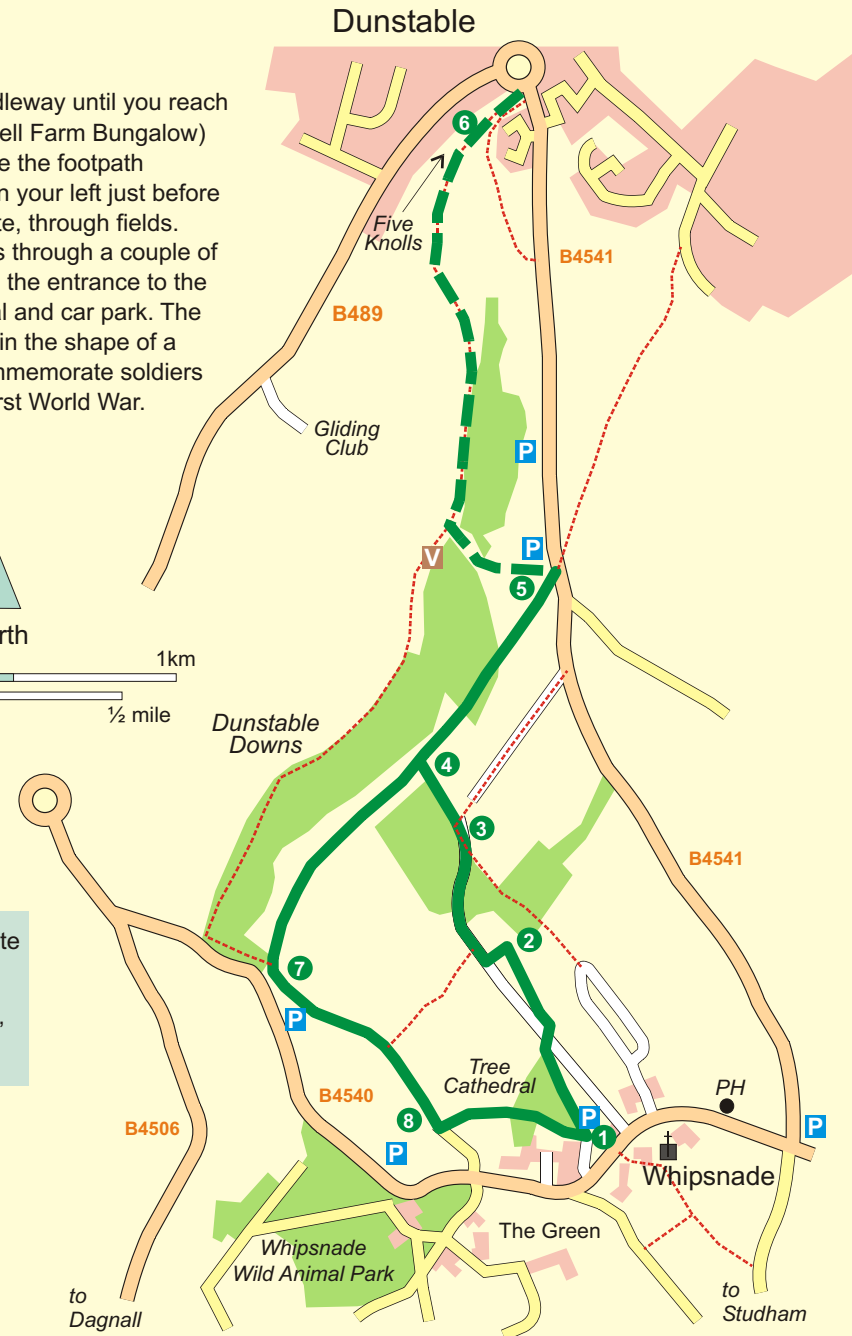 Dunstable
dleway until you reach
ell Farm Bungalow)
e the footpath
n your left just before
te, through fields.
s through a couple of
the entrance to the
al and car park. The
in the shape of a
mmemorate soldiers
rst World War.
6
Five
Knolls
B4541
B489
Gliding
Club
P
V
P
5
rth
1km
½ mile
Dunstable
Downs
4
3
B4541
te
,
2
7
P
Tree
Cathedral
PH
B4540
B4506
8
P
1
P
P
Whipsnade
The Green
Whipsnade
Wild Animal Park
to
Dagnall
to
Studham